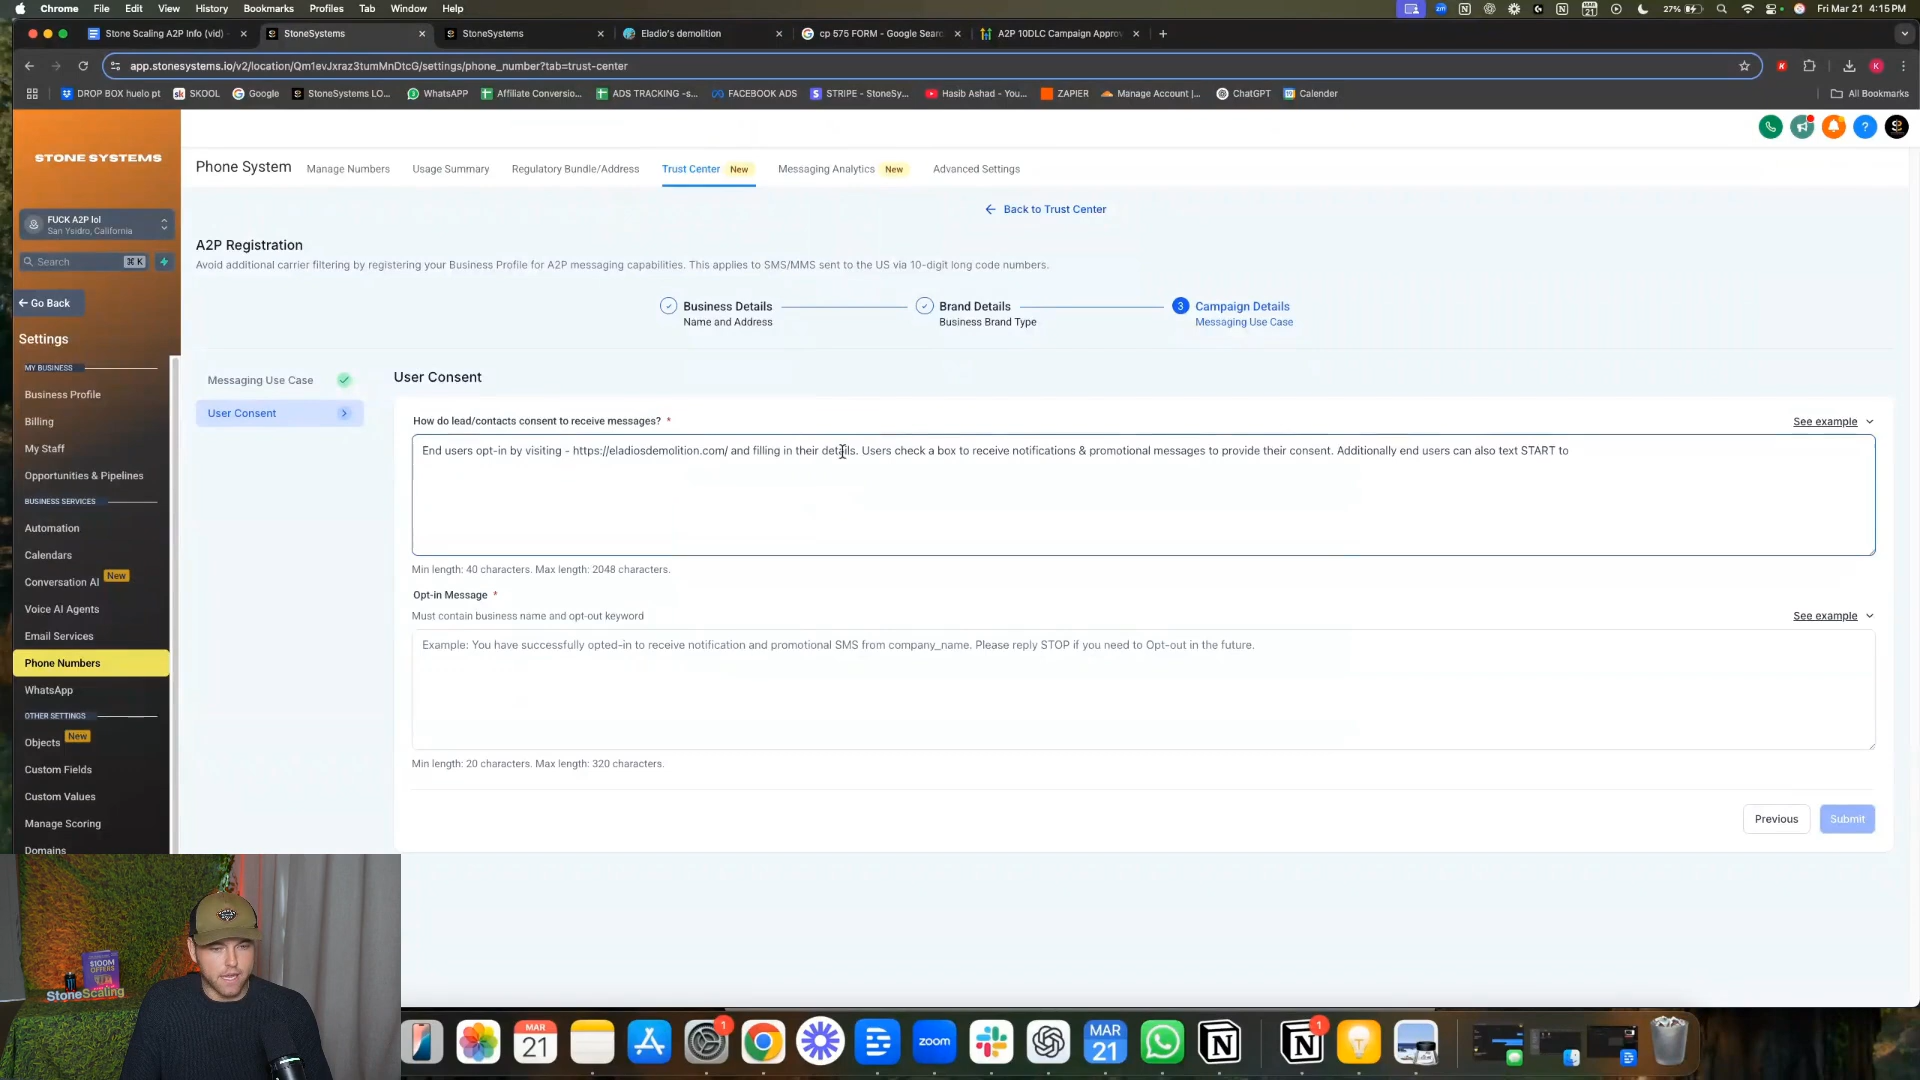 Chrome File Edit View History Bookmarks Profiles Tab Window Help
27% Fri Mar 21 4:15 PM
Stone Scaling A2P Info (vid) -
StoneSystems
StoneSystems
Eladio's demolition
cp 575 FORM - Google Searc
A2P 10DLC Campaign Approv
app.stonesystems.io/v2/location/Qm1evJxraz3tumMnDtcG/settings/phone_number?tab=trust-center
DROP BOX huelo pt
SKOOL
Google
StoneSystems LO...
WhatsAPP
Affiliate Conversio...
ADS TRACKING -s...
FACEBOOK ADS
STRIPE - StoneSy...
Hasib Ashad - You...
ZAPIER
Manage Account |...
ChatGPT
Calender
All Bookmarks
STONE SYSTEMS
Phone System
Manage Numbers
Usage Summary
Regulatory Bundle/Address
Trust Center New
Messaging Analytics New
Advanced Settings
FUCK A2P lol
San Ysidro, California
Search ⌘ K
Go Back
Settings
MY BUSINESS
Business Profile
Billing
My Staff
Opportunities & Pipelines
BUSINESS SERVICES
Automation
Calendars
Conversation AI New
Voice AI Agents
Email Services
Phone Numbers
WhatsApp
OTHER SETTINGS
Objects New
Custom Fields
Custom Values
Manage Scoring
Domains
Back to Trust Center
A2P Registration
Avoid additional carrier filtering by registering your Business Profile for A2P messaging capabilities. This applies to SMS/MMS sent to the US via 10-digit long code numbers.
Business Details
Name and Address
Brand Details
Business Brand Type
3 Campaign Details
Messaging Use Case
Messaging Use Case
User Consent
User Consent
How do lead/contacts consent to receive messages? *
See example
End users opt-in by visiting - https://eladiosdemolition.com/ and filling in their details. Users check a box to receive notifications & promotional messages to provide their consent. Additionally end users can also text START to
Min length: 40 characters. Max length: 2048 characters.
Opt-in Message *
Must contain business name and opt-out keyword
See example
Example: You have successfully opted-in to receive notification and promotional SMS from company_name. Please reply STOP if you need to Opt-out in the future.
Min length: 20 characters. Max length: 320 characters.
Previous
Submit
$100M
OFFERS
StoneScaling
MAR
21
1
zoom
MAR
21
1